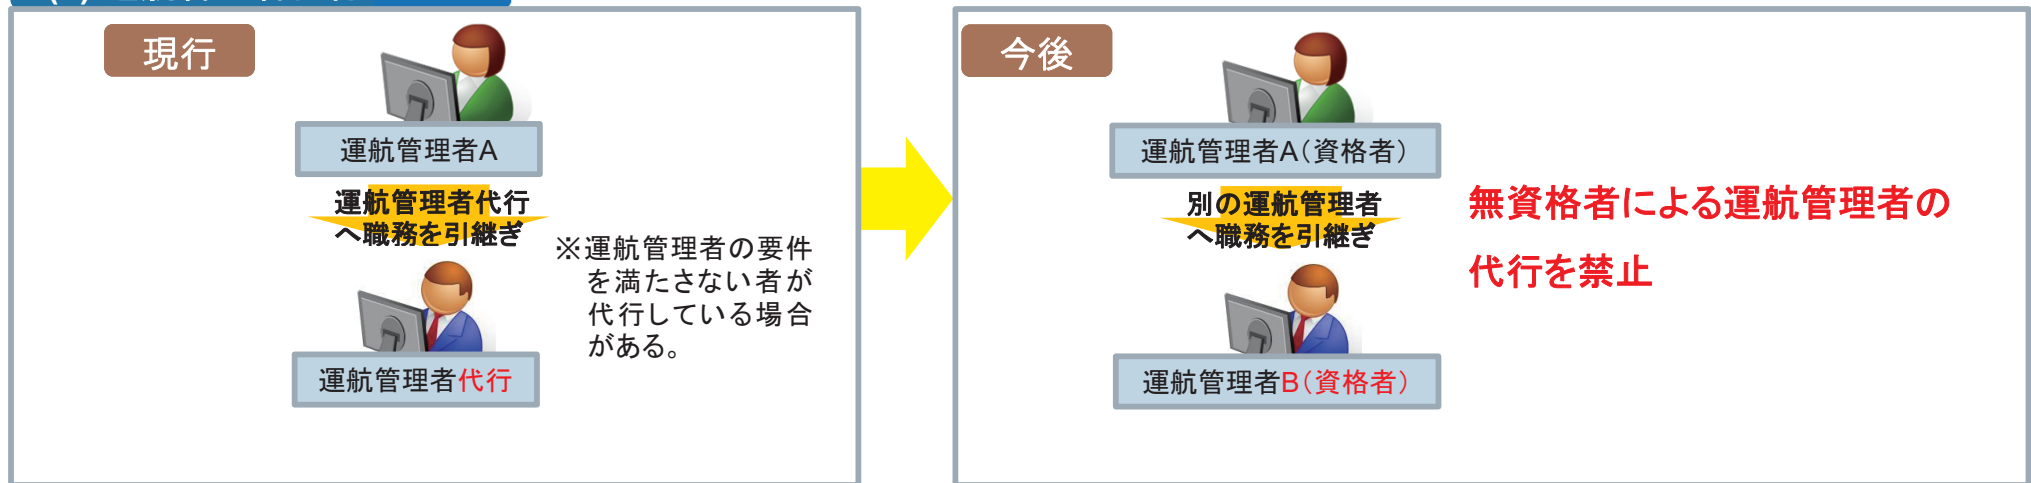 現行
運航管理者A
運航管理者代行
へ職務を引継ぎ
※運航管理者の要件
を満たさない者が
代行している場合
がある。
運航管理者代行
今後
運航管理者A(資格者)
別の運航管理者
へ職務を引継ぎ
運航管理者B(資格者)
無資格者による運航管理者の
代行を禁止